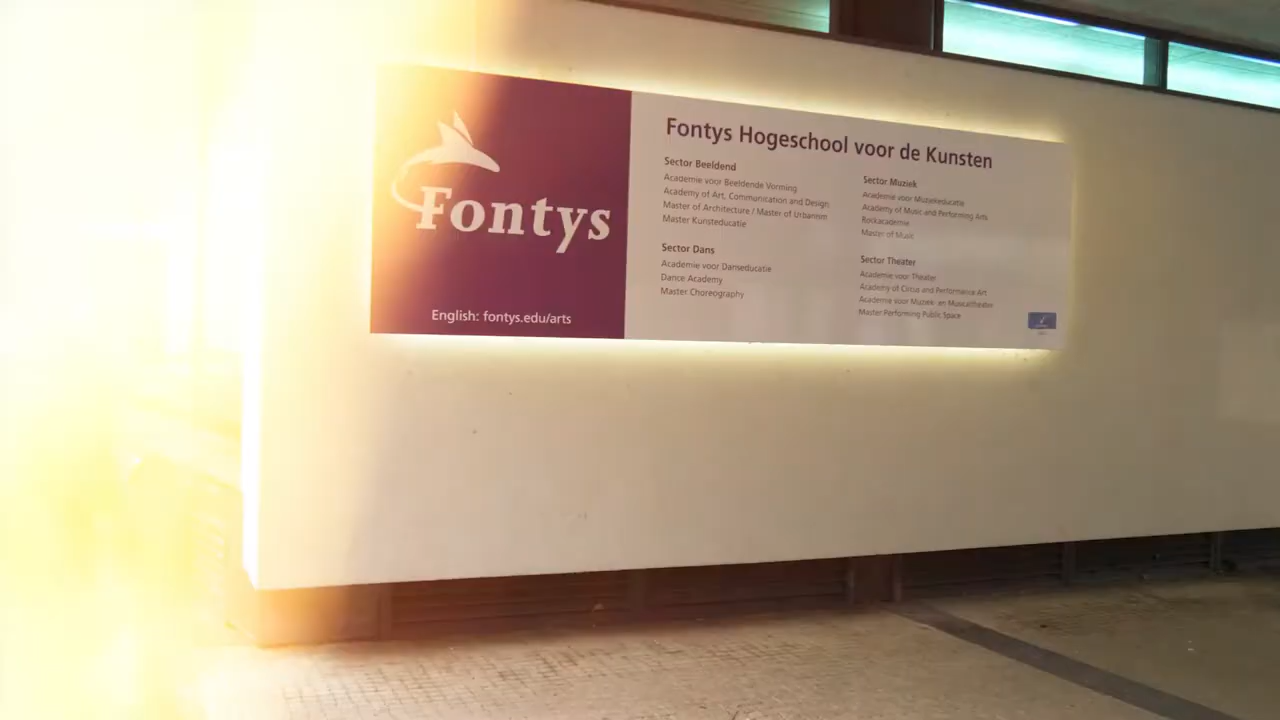 Fontys
English: fontys.edu/arts
Fontys Hogeschool voor de Kunsten
Sector Beeldend
Academie voor Beeldende Vorming
Academy of Art, Communication and Design
Master of Architecture / Master of Urbanism
Master Kunsteducatie
Sector Dans
Academie voor Danseducatie
Dance Academy
Master Choreography
Sector Muziek
Academie voor Muziekeducatie
Academy of Music and Performing Arts
Rockacademie
Master of Music
Sector Theater
Academie voor Theater
Academy of Circus and Performance Art
Academie voor Muziek- en Musicaltheater
Master Performing Public Space